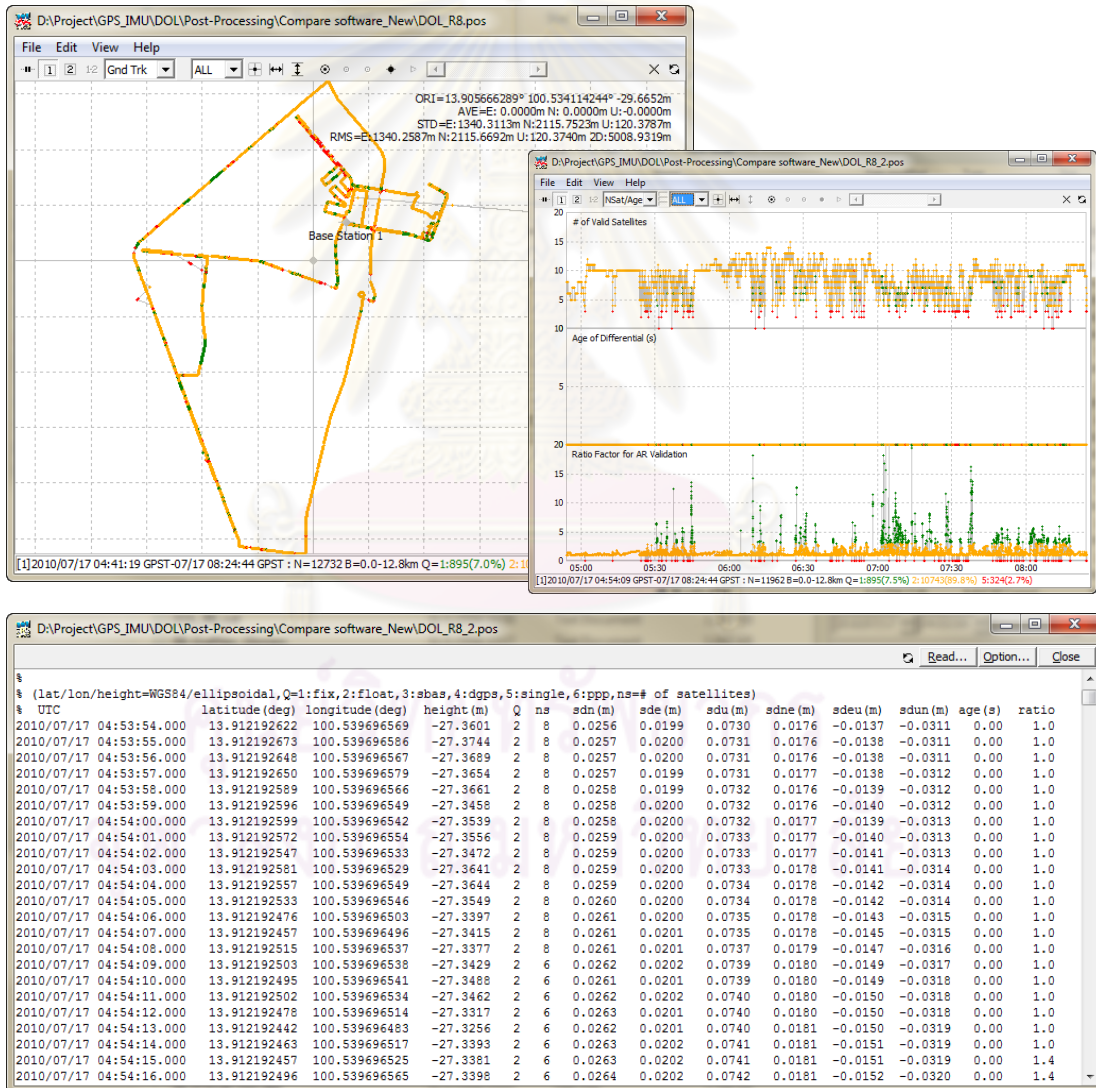 D:\Project\GPS_IMU\DOL\Post-Processing\Compare software_New\DOL_R8.pos
File Edit View Help
1 2 1-2 Gnd Trk ALL
ORI=13.905666289° 100.534114244° -29.6652m
AVE=E: 0.0000m N: 0.0000m U:-0.0000m
STD=E:1340.3113m N:2115.7523m U:120.3787m
RMS=E:1340.2587m N:2115.6692m U:120.3740m 2D:5008.9319m
Base Station 1
[1]2010/07/17 04:41:19 GPST-07/17 08:24:44 GPST : N=12732 B=0.0-12.8km Q=1:895(7.0%) 2:10
D:\Project\GPS_IMU\DOL\Post-Processing\Compare software_New\DOL_R8_2.pos
File Edit View Help
1 2 1-2 NSat/Age ALL
20
# of Valid Satellites
15
10
5
10
Age of Differential (s)
5
20
Ratio Factor for AR Validation
15
10
5
0
05:00 05:30 06:00 06:30 07:00 07:30 08:00
[1]2010/07/17 04:54:09 GPST-07/17 08:24:44 GPST : N=11962 B=0.0-12.8km Q=1:895(7.5%) 2:10743(89.8%) 5:324(2.7%)
D:\Project\GPS_IMU\DOL\Post-Processing\Compare software_New\DOL_R8_2.pos
Read... Option... Close
%
% (lat/lon/height=WGS84/ellipsoidal,Q=1:fix,2:float,3:sbas,4:dgps,5:single,6:ppp,ns=# of satellites)
% UTC latitude(deg) longitude(deg) height(m) Q ns sdn(m) sde(m) sdu(m) sdne(m) sdeu(m) sdun(m) age(s) ratio
2010/07/17 04:53:54.000 13.912192622 100.539696569 -27.3601 2 8 0.0256 0.0199 0.0730 0.0176 -0.0137 -0.0311 0.00 1.0
2010/07/17 04:53:55.000 13.912192673 100.539696586 -27.3744 2 8 0.0257 0.0200 0.0731 0.0176 -0.0138 -0.0311 0.00 1.0
2010/07/17 04:53:56.000 13.912192648 100.539696567 -27.3689 2 8 0.0257 0.0200 0.0731 0.0176 -0.0138 -0.0311 0.00 1.0
2010/07/17 04:53:57.000 13.912192650 100.539696579 -27.3654 2 8 0.0257 0.0199 0.0731 0.0177 -0.0138 -0.0312 0.00 1.0
2010/07/17 04:53:58.000 13.912192589 100.539696566 -27.3661 2 8 0.0258 0.0199 0.0732 0.0176 -0.0139 -0.0312 0.00 1.0
2010/07/17 04:53:59.000 13.912192596 100.539696549 -27.3458 2 8 0.0258 0.0200 0.0732 0.0176 -0.0140 -0.0312 0.00 1.0
2010/07/17 04:54:00.000 13.912192599 100.539696542 -27.3539 2 8 0.0258 0.0200 0.0732 0.0177 -0.0139 -0.0313 0.00 1.0
2010/07/17 04:54:01.000 13.912192572 100.539696554 -27.3556 2 8 0.0259 0.0200 0.0733 0.0177 -0.0140 -0.0313 0.00 1.0
2010/07/17 04:54:02.000 13.912192547 100.539696533 -27.3472 2 8 0.0259 0.0200 0.0733 0.0177 -0.0141 -0.0313 0.00 1.0
2010/07/17 04:54:03.000 13.912192581 100.539696529 -27.3641 2 8 0.0259 0.0200 0.0733 0.0178 -0.0141 -0.0314 0.00 1.0
2010/07/17 04:54:04.000 13.912192557 100.539696549 -27.3644 2 8 0.0259 0.0200 0.0734 0.0178 -0.0142 -0.0314 0.00 1.0
2010/07/17 04:54:05.000 13.912192533 100.539696546 -27.3549 2 8 0.0260 0.0200 0.0734 0.0178 -0.0142 -0.0314 0.00 1.0
2010/07/17 04:54:06.000 13.912192476 100.539696503 -27.3397 2 8 0.0261 0.0200 0.0735 0.0178 -0.0143 -0.0315 0.00 1.0
2010/07/17 04:54:07.000 13.912192457 100.539696496 -27.3415 2 8 0.0261 0.0201 0.0735 0.0178 -0.0145 -0.0315 0.00 1.0
2010/07/17 04:54:08.000 13.912192515 100.539696537 -27.3377 2 8 0.0261 0.0201 0.0737 0.0179 -0.0147 -0.0316 0.00 1.0
2010/07/17 04:54:09.000 13.912192503 100.539696538 -27.3429 2 6 0.0262 0.0202 0.0739 0.0180 -0.0149 -0.0317 0.00 1.0
2010/07/17 04:54:10.000 13.912192495 100.539696541 -27.3488 2 6 0.0261 0.0201 0.0739 0.0180 -0.0149 -0.0318 0.00 1.0
2010/07/17 04:54:11.000 13.912192502 100.539696534 -27.3462 2 6 0.0262 0.0202 0.0740 0.0180 -0.0150 -0.0318 0.00 1.0
2010/07/17 04:54:12.000 13.912192478 100.539696514 -27.3317 2 6 0.0263 0.0201 0.0740 0.0180 -0.0150 -0.0318 0.00 1.0
2010/07/17 04:54:13.000 13.912192442 100.539696483 -27.3256 2 6 0.0262 0.0201 0.0740 0.0181 -0.0150 -0.0319 0.00 1.0
2010/07/17 04:54:14.000 13.912192463 100.539696517 -27.3393 2 6 0.0263 0.0202 0.0741 0.0181 -0.0151 -0.0319 0.00 1.0
2010/07/17 04:54:15.000 13.912192457 100.539696525 -27.3381 2 6 0.0263 0.0202 0.0741 0.0181 -0.0151 -0.0319 0.00 1.4
2010/07/17 04:54:16.000 13.912192496 100.539696565 -27.3398 2 6 0.0264 0.0202 0.0742 0.0181 -0.0152 -0.0320 0.00 1.4